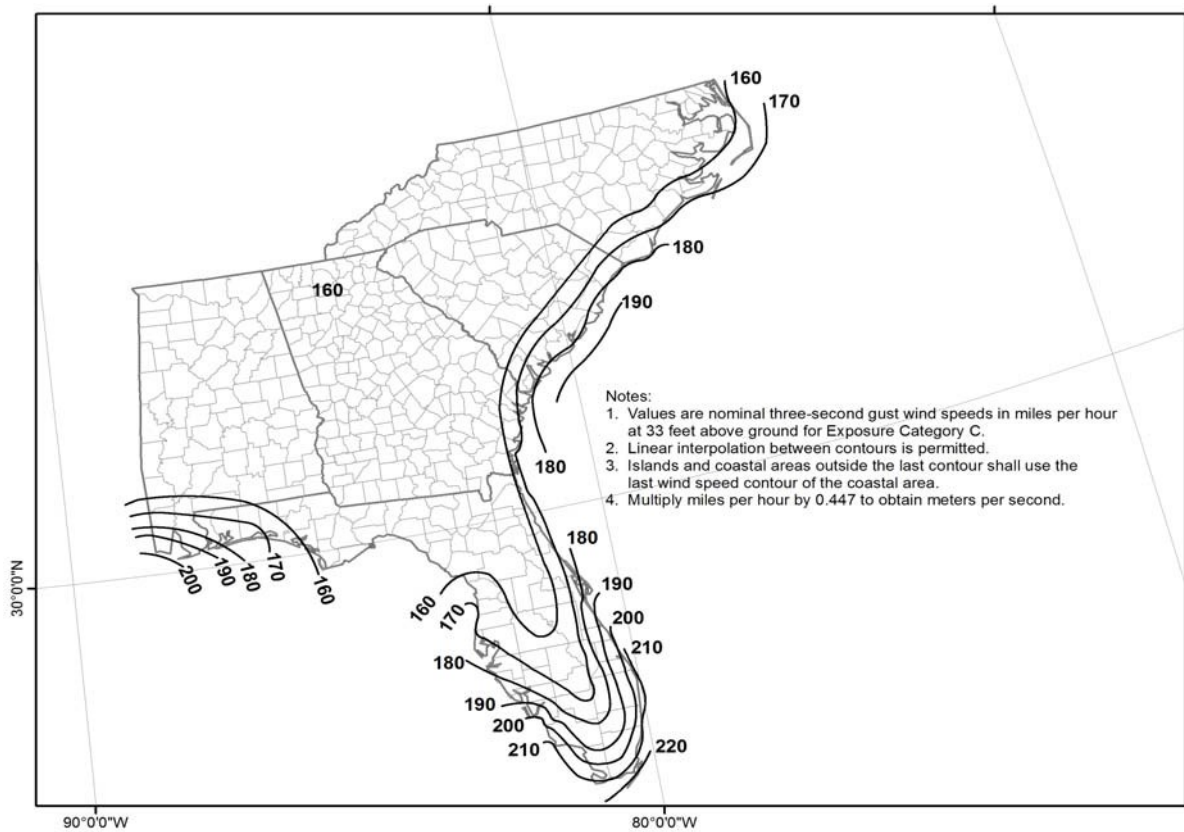 160
170
180
160
190
Notes:
1. Values are nominal three-second gust wind speeds in miles per hour
at 33 feet above ground for Exposure Category C.
2. Linear interpolation between contours is permitted.
3. Islands and coastal areas outside the last contour shall use the
last wind speed contour of the coastal area.
4. Multiply miles per hour by 0.447 to obtain meters per second.
180
200
190
180
170
160
180
190
200
210
160
170
180
190
200
210
220
30°0'0"N
90°0'0"W
80°0'0"W